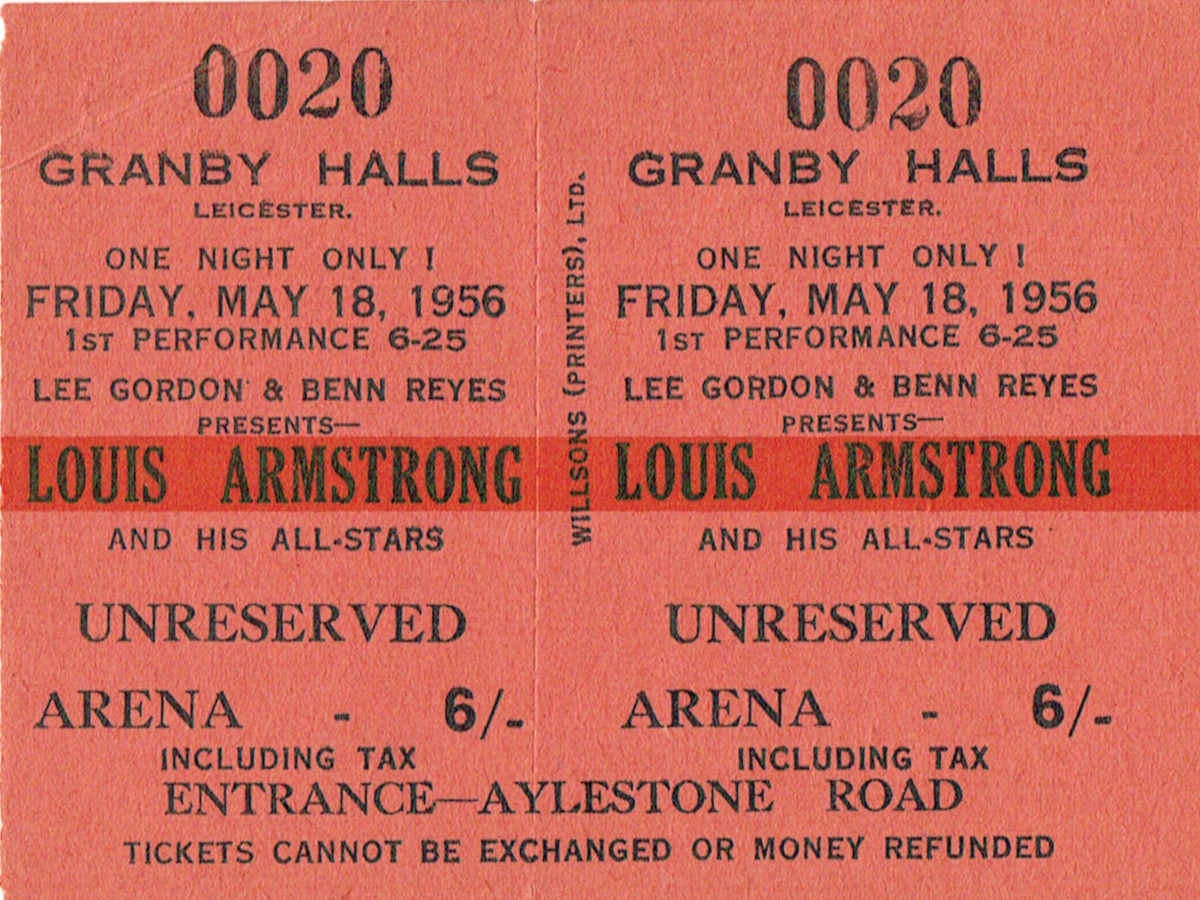 0020
GRANBY HALLS
LEICESTER.
ONE NIGHT ONLY !
FRIDAY, MAY 18, 1956
1ST PERFORMANCE 6-25
LEE GORDON & BENN REYES
PRESENTS—
LOUIS ARMSTRONG
AND HIS ALL-STARS
UNRESERVED
ARENA - 6/-
INCLUDING TAX
WILLSONS (PRINTERS), LTD.
0020
GRANBY HALLS
LEICESTER.
ONE NIGHT ONLY !
FRIDAY, MAY 18, 1956
1ST PERFORMANCE 6-25
LEE GORDON & BENN REYES
PRESENTS—
LOUIS ARMSTRONG
AND HIS ALL-STARS
UNRESERVED
ARENA - 6/-
INCLUDING TAX
ENTRANCE—AYLESTONE ROAD
TICKETS CANNOT BE EXCHANGED OR MONEY REFUNDED